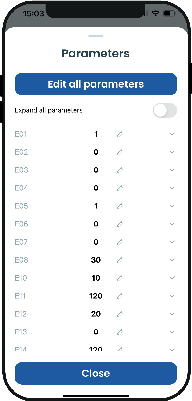 15:03
Parameters
Edit all parameters
Expand all parameters
E01 1
E02 0
E03 0
E04 0
E05 1
E06 0
E07 0
E08 30
E10 10
E11 120
E12 20
E13 0
E14 120
Close